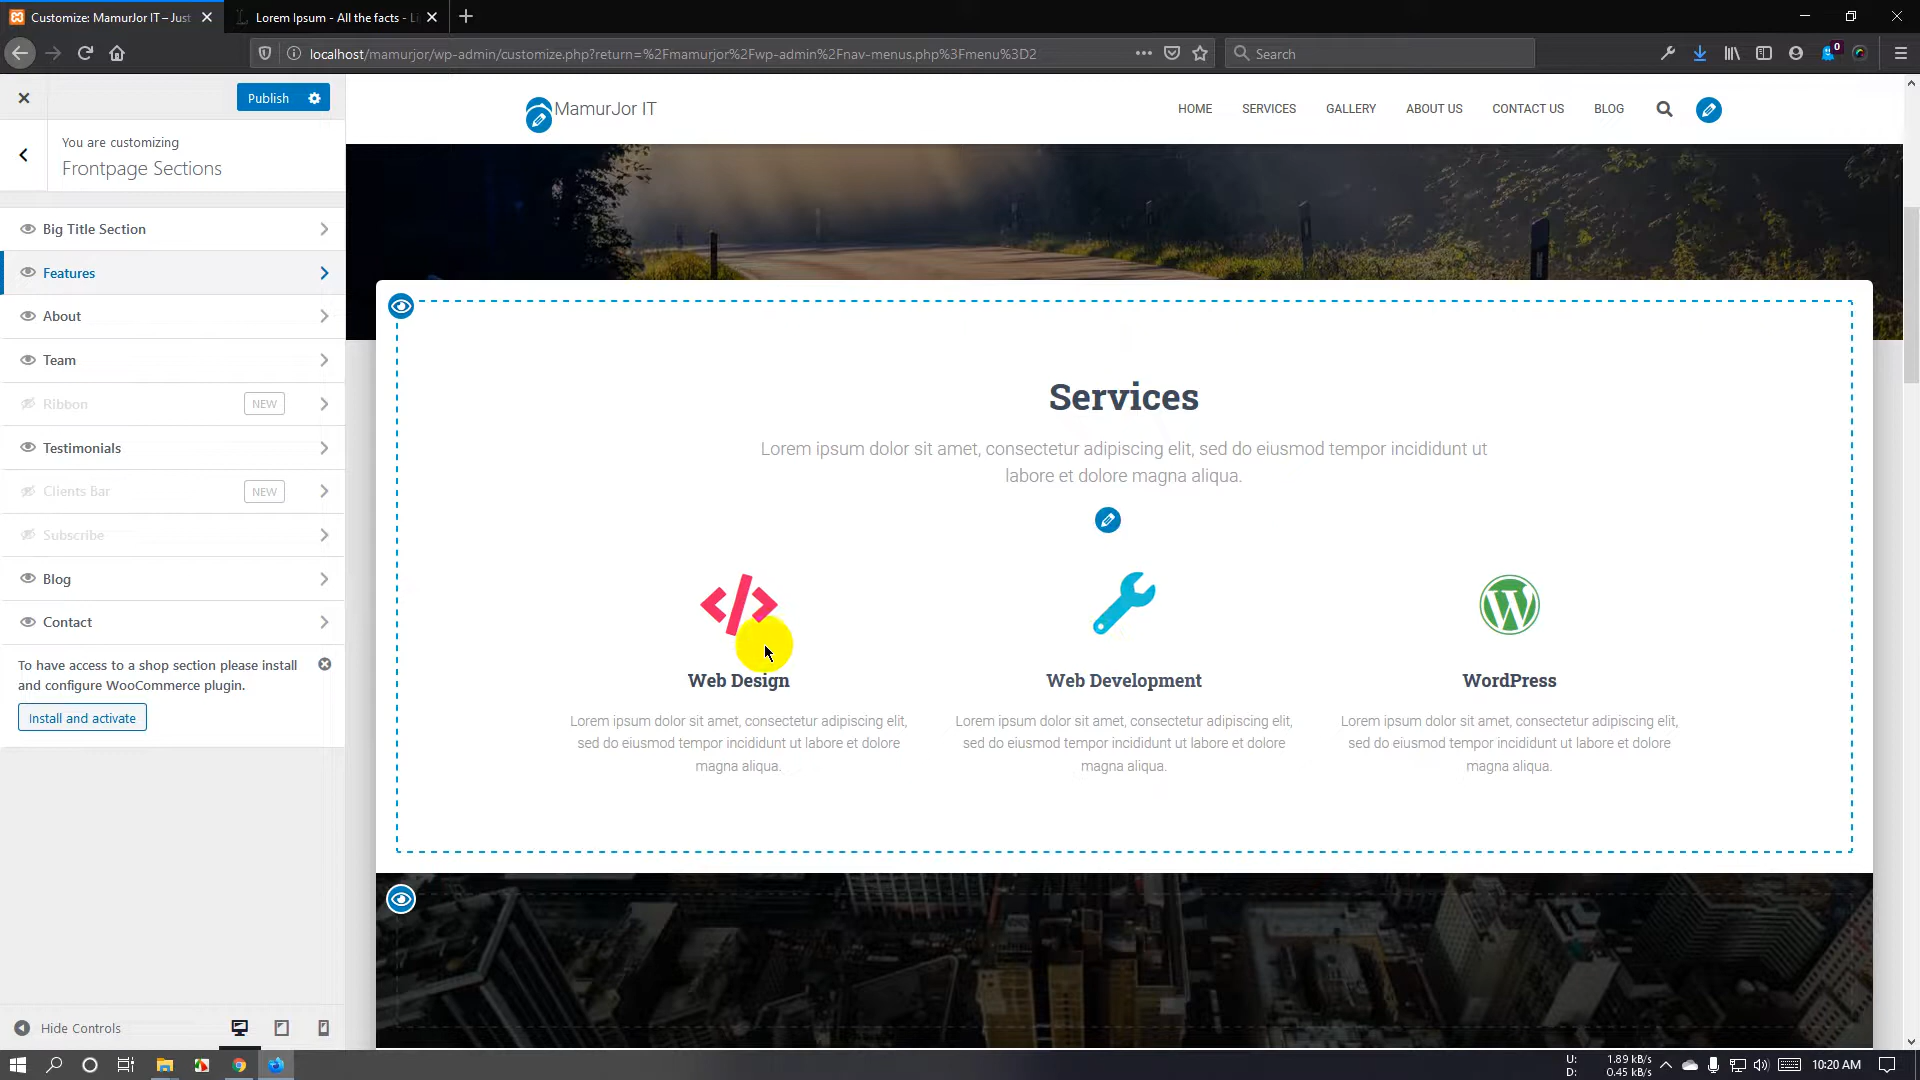 Customize: MamurJor IT – Just
Lorem Ipsum - All the facts - Li
localhost/mamurjor/wp-admin/customize.php?return=%2Fmamurjor%2Fwp-admin%2Fnav-menus.php%3Fmenu%3D2
Search
0
Publish
You are customizing
Frontpage Sections
Big Title Section
Features
About
Team
Ribbon NEW
Testimonials
Clients Bar NEW
Subscribe
Blog
Contact
To have access to a shop section please install
and configure WooCommerce plugin.
Install and activate
Hide Controls
MamurJor IT
HOME SERVICES GALLERY ABOUT US CONTACT US BLOG
Services
Lorem ipsum dolor sit amet, consectetur adipiscing elit, sed do eiusmod tempor incididunt ut
labore et dolore magna aliqua.
Web Design
Lorem ipsum dolor sit amet, consectetur adipiscing elit,
sed do eiusmod tempor incididunt ut labore et dolore
magna aliqua.
Web Development
Lorem ipsum dolor sit amet, consectetur adipiscing elit,
sed do eiusmod tempor incididunt ut labore et dolore
magna aliqua.
WordPress
Lorem ipsum dolor sit amet, consectetur adipiscing elit,
sed do eiusmod tempor incididunt ut labore et dolore
magna aliqua.
U: 1.89 kB/s
D: 0.45 kB/s
10:20 AM